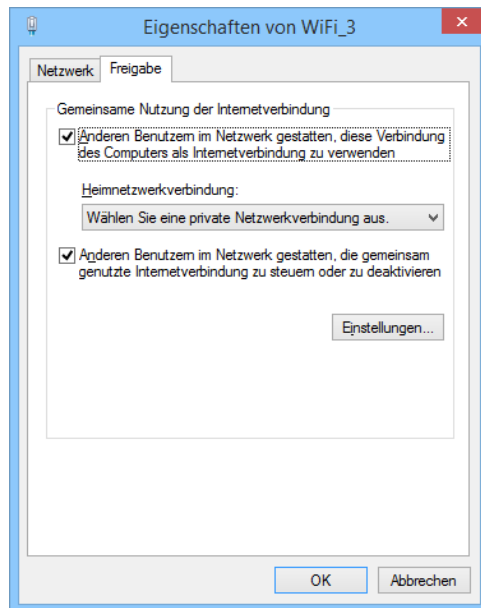 Eigenschaften von WiFi_3
Netzwerk Freigabe
Gemeinsame Nutzung der Internetverbindung
Anderen Benutzern im Netzwerk gestatten, diese Verbindung
des Computers als Internetverbindung zu verwenden
Heimnetzwerkverbindung:
Wählen Sie eine private Netzwerkverbindung aus.
Anderen Benutzern im Netzwerk gestatten, die gemeinsam
genutzte Internetverbindung zu steuern oder zu deaktivieren
Einstellungen...
OK Abbrechen